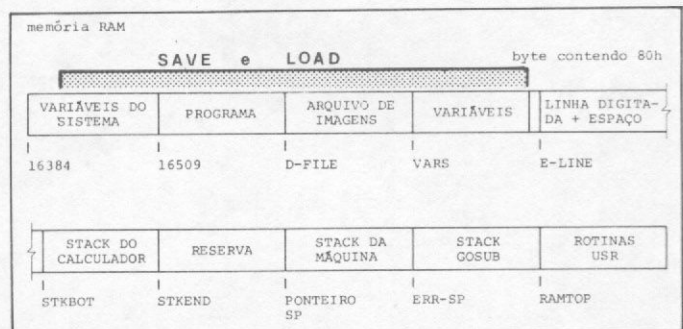 memória RAM
SAVE e LOAD
byte contendo 80h
VARIÁVEIS DO SISTEMA
PROGRAMA
ARQUIVO DE IMAGENS
VARIÁVEIS
LINHA DIGITA-
DA + ESPAÇO
16384
16509
D-FILE
VARS
E-LINE
STACK DO CALCULADOR
RESERVA
STACK DA MÁQUINA
STACK GOSUB
ROTINAS USR
STKBOT
STKEND
PONTEIRO SP
ERR-SP
RAMTOP